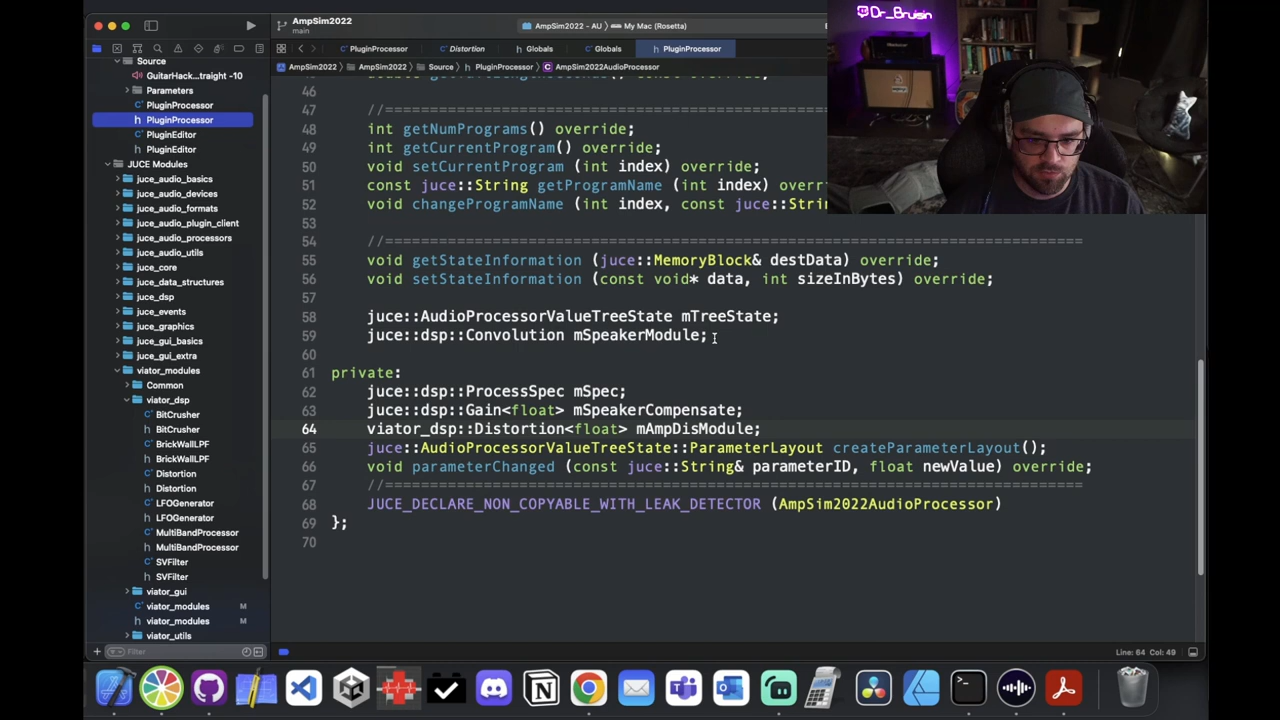 AmpSim2022
main
AmpSim2022 - AU
My Mac (Rosetta)
@Dr_Bruisin
PluginProcessor
Distortion
Globals
Globals
PluginProcessor
AmpSim2022
AmpSim2022
Source
PluginProcessor
AmpSim2022AudioProcessor
Source
GuitarHack...traight -10
Parameters
PluginProcessor
PluginProcessor
PluginEditor
PluginEditor
JUCE Modules
juce_audio_basics
juce_audio_devices
juce_audio_formats
juce_audio_plugin_client
juce_audio_processors
juce_audio_utils
juce_core
juce_data_structures
juce_dsp
juce_events
juce_graphics
juce_gui_basics
juce_gui_extra
viator_modules
Common
viator_dsp
BitCrusher
BitCrusher
BrickWallLPF
BrickWallLPF
Distortion
Distortion
LFOGenerator
LFOGenerator
MultiBandProcessor
MultiBandProcessor
SVFilter
SVFilter
viator_gui
viator_modules M
viator_modules M
viator_utils
Filter
46
47 //==============================
48 int getNumPrograms() override;
49 int getCurrentProgram() override;
50 void setCurrentProgram (int index) override;
51 const juce::String getProgramName (int index) overri
52 void changeProgramName (int index, const juce::Stri
53
54 //==============================================================================
55 void getStateInformation (juce::MemoryBlock& destData) override;
56 void setStateInformation (const void* data, int sizeInBytes) override;
57
58 juce::AudioProcessorValueTreeState mTreeState;
59 juce::dsp::Convolution mSpeakerModule;
60
61 private:
62 juce::dsp::ProcessSpec mSpec;
63 juce::dsp::Gain<float> mSpeakerCompensate;
64 viator_dsp::Distortion<float> mAmpDisModule;
65 juce::AudioProcessorValueTreeState::ParameterLayout createParameterLayout();
66 void parameterChanged (const juce::String& parameterID, float newValue) override;
67 //==============================================================================
68 JUCE_DECLARE_NON_COPYABLE_WITH_LEAK_DETECTOR (AmpSim2022AudioProcessor)
69 };
70
Line: 64 Col: 49